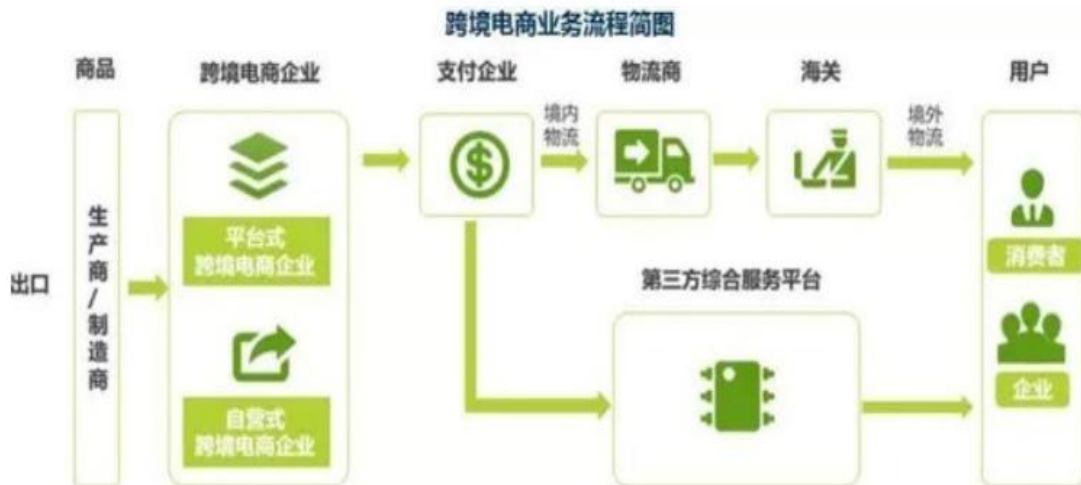 跨境电商业务流程简图
商品
跨境电商企业
支付企业
物流商
海关
用户
境内
物流
境外
物流
出口
生产商/制造商
平台式
跨境电商企业
自营式
跨境电商企业
第三方综合服务平台
消费者
企业